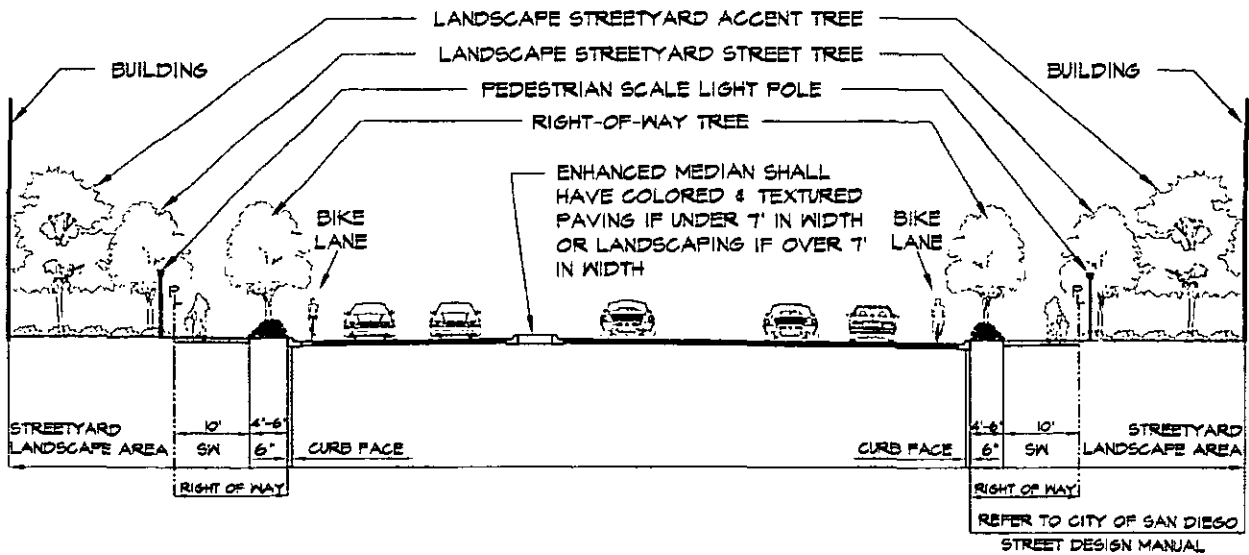 LANDSCAPE STREETYARD ACCENT TREE
LANDSCAPE STREETYARD STREET TREE
BUILDING
BUILDING
PEDESTRIAN SCALE LIGHT POLE
RIGHT-OF-WAY TREE
ENHANCED MEDIAN SHALL
HAVE COLORED & TEXTURED
PAVING IF UNDER 7' IN WIDTH
OR LANDSCAPING IF OVER 7'
IN WIDTH
BIKE
LANE
BIKE
LANE
P
P
STREETYARD
LANDSCAPE AREA
10'
SW
4'-6"
6"
CURB FACE
CURB FACE
4'-6"
6"
10'
SW
STREETYARD
LANDSCAPE AREA
RIGHT OF WAY
RIGHT OF WAY
REFER TO CITY OF SAN DIEGO
STREET DESIGN MANUAL